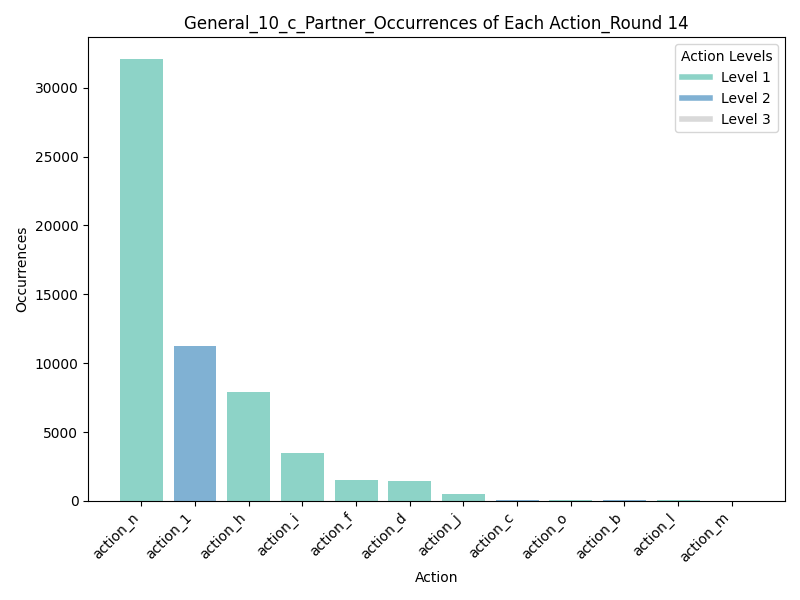 General_10_c_Partner_Occurrences of Each Action_Round 14
Action Levels
Level 1
Level 2
Level 3
Occurrences
30000
25000
20000
15000
10000
5000
0
action_n
action_1
action_h
action_i
action_f
action_d
action_j
action_c
action_o
action_b
action_l
action_m
Action